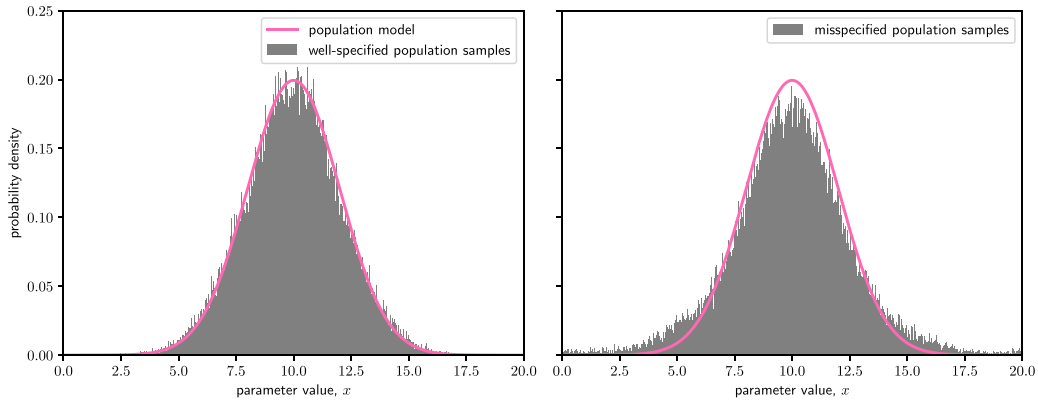 population model
well-specified population samples
0.25
0.20
0.15
0.10
0.05
0.00
probability density
0.0 2.5 5.0 7.5 10.0 12.5 15.0 17.5 20.0
parameter value, x
misspecified population samples
0.0 2.5 5.0 7.5 10.0 12.5 15.0 17.5 20.0
parameter value, x